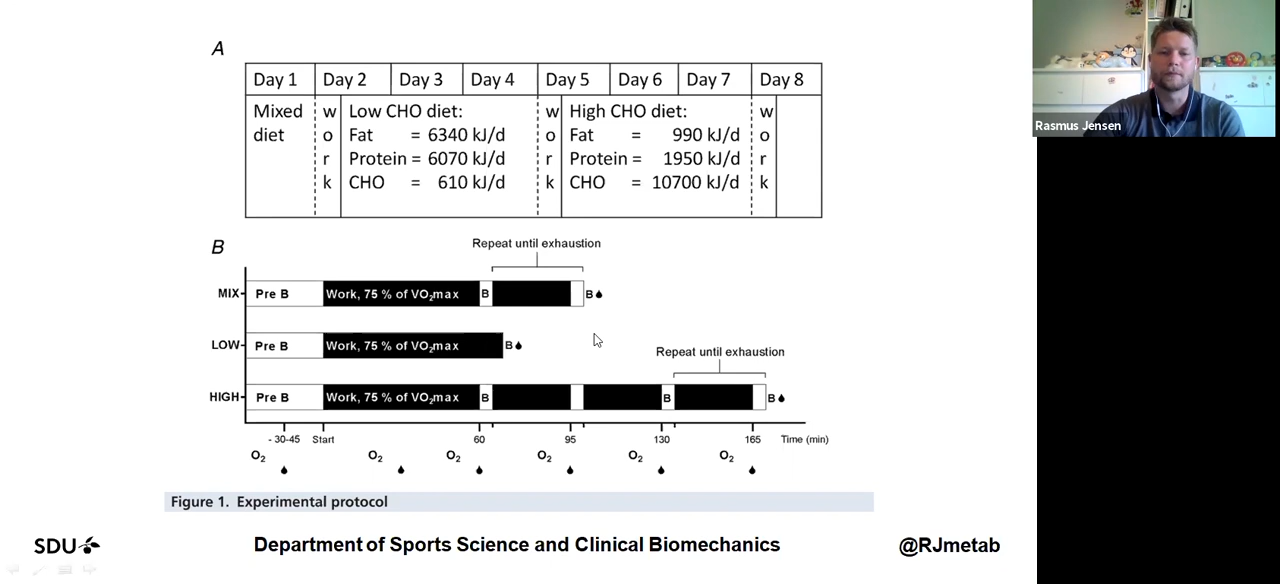 A
Day 1 Day 2 Day 3 Day 4 Day 5 Day 6 Day 7 Day 8
Mixed w Low CHO diet: w High CHO diet: w
diet o Fat = 6340 kJ/d o Fat = 990 kJ/d o
r Protein = 6070 kJ/d r Protein = 1950 kJ/d r
k CHO = 610 kJ/d k CHO = 10700 kJ/d k
B
Repeat until exhaustion
MIX Pre B Work, 75 % of VO₂max B B
Repeat until exhaustion
LOW Pre B Work, 75 % of VO₂max B
HIGH Pre B Work, 75 % of VO₂max B B B
- 30-45 Start 60 95 130 165 Time (min)
O₂ O₂ O₂ O₂ O₂ O₂
Figure 1. Experimental protocol
SDU Department of Sports Science and Clinical Biomechanics @RJmetab
Rasmus Jensen